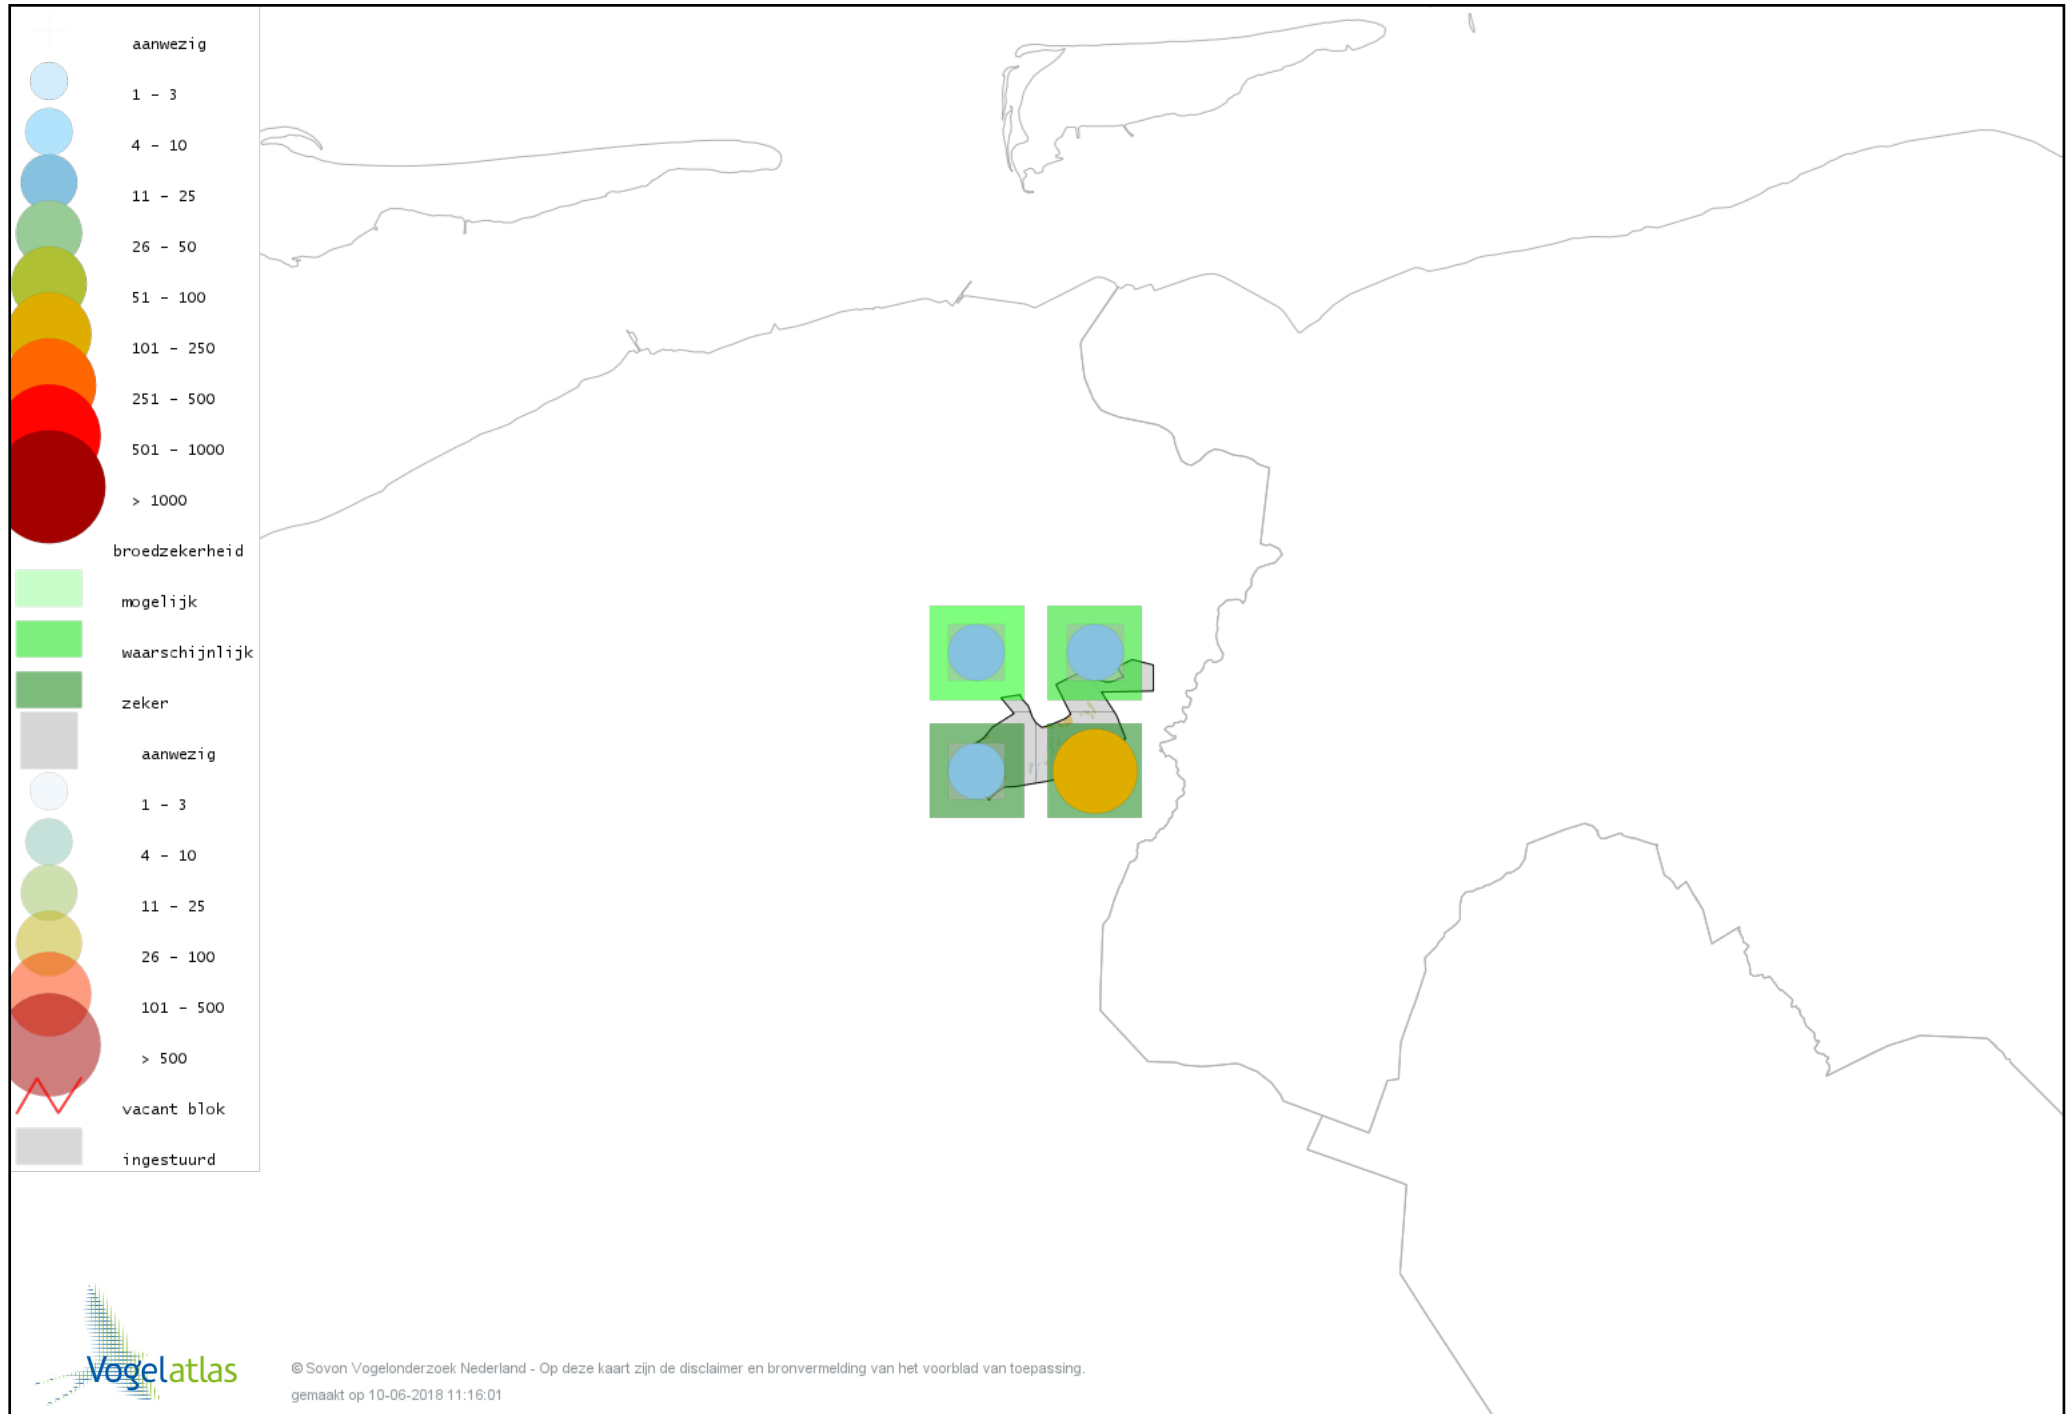 aanwezig
1 - 3
4 - 10
11 - 25
26 - 50
51 - 100
101 - 250
251 - 500
501 - 1000
> 1000
broedzekerheid
mogelijk
waarschijnlijk
zeker
aanwezig
1 - 3
4 - 10
11 - 25
26 - 100
101 - 500
> 500
vacant blok
ingestuurd
Vogelatlas
© Sovon Vogelonderzoek Nederland - Op deze kaart zijn de disclaimer en bronvermelding van het voorblad van toepassing.
gemaakt op 10-06-2018 11:16:01